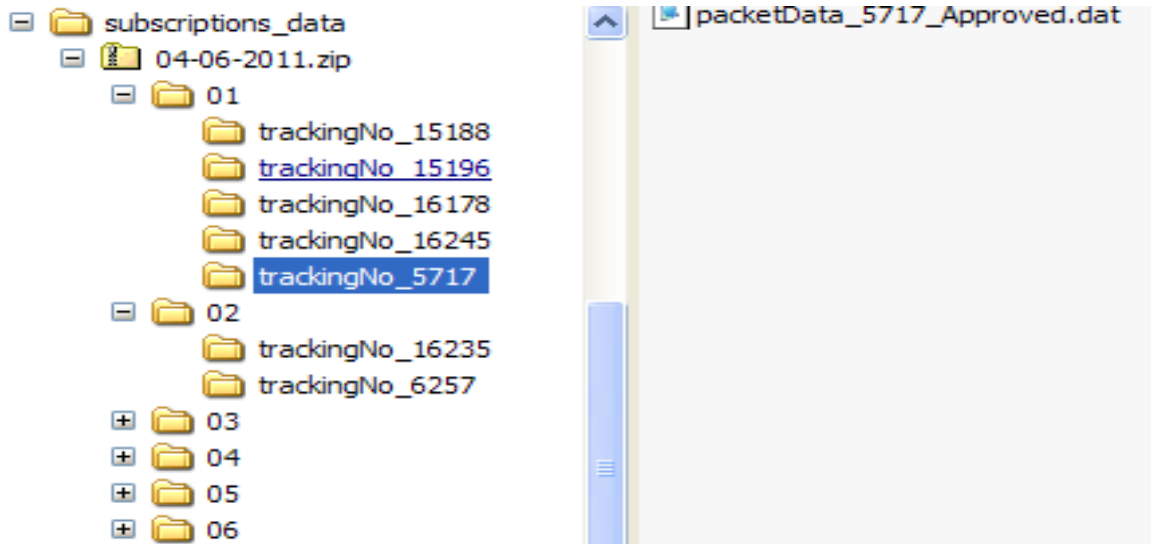 subscriptions_data
04-06-2011.zip
01
trackingNo_15188
trackingNo_15196
trackingNo_16178
trackingNo_16245
trackingNo_5717
02
trackingNo_16235
trackingNo_6257
03
04
05
06
packetData_5717_Approved.dat